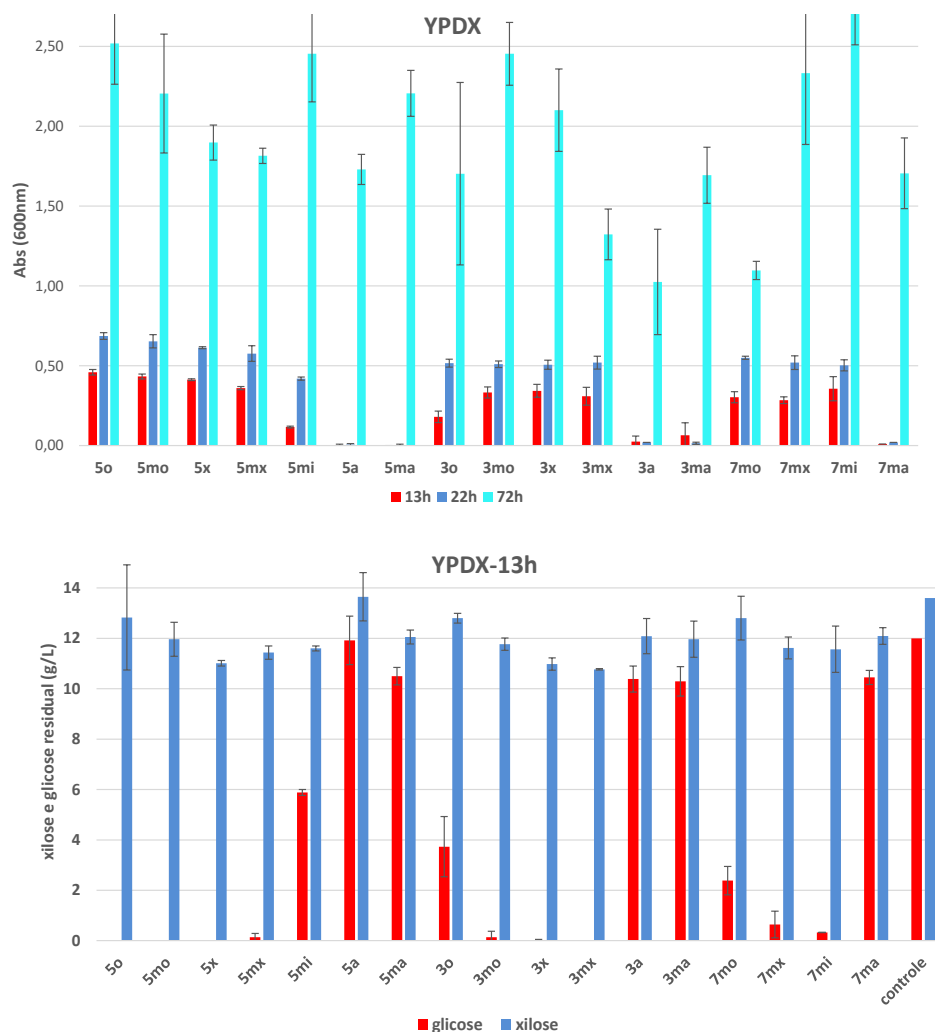 YPDX
2,50
2,00
1,50
1,00
0,50
0,00
Abs (600nm)
5o 5mo 5x 5mx 5mi 5a 5ma 3o 3mo 3x 3mx 3a 3ma 7mo 7mx 7mi 7ma
13h 22h 72h
YPDX-13h
14
12
10
8
6
4
2
0
xilose e glicose residual (g/L)
5o 5mo 5x 5mx 5mi 5a 5ma 3o 3mo 3x 3mx 3a 3ma 7mo 7mx 7mi 7ma controle
glicose xilose